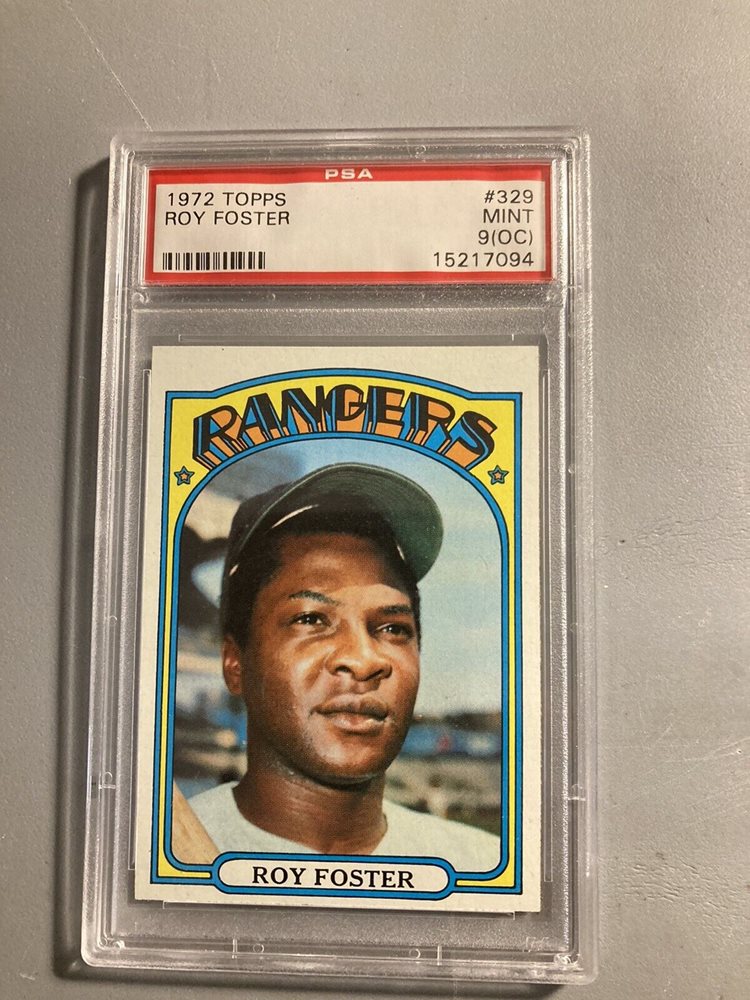 PSA
1972 TOPPS #329
ROY FOSTER MINT
9(OC)
15217094
RANGERS
ROY FOSTER